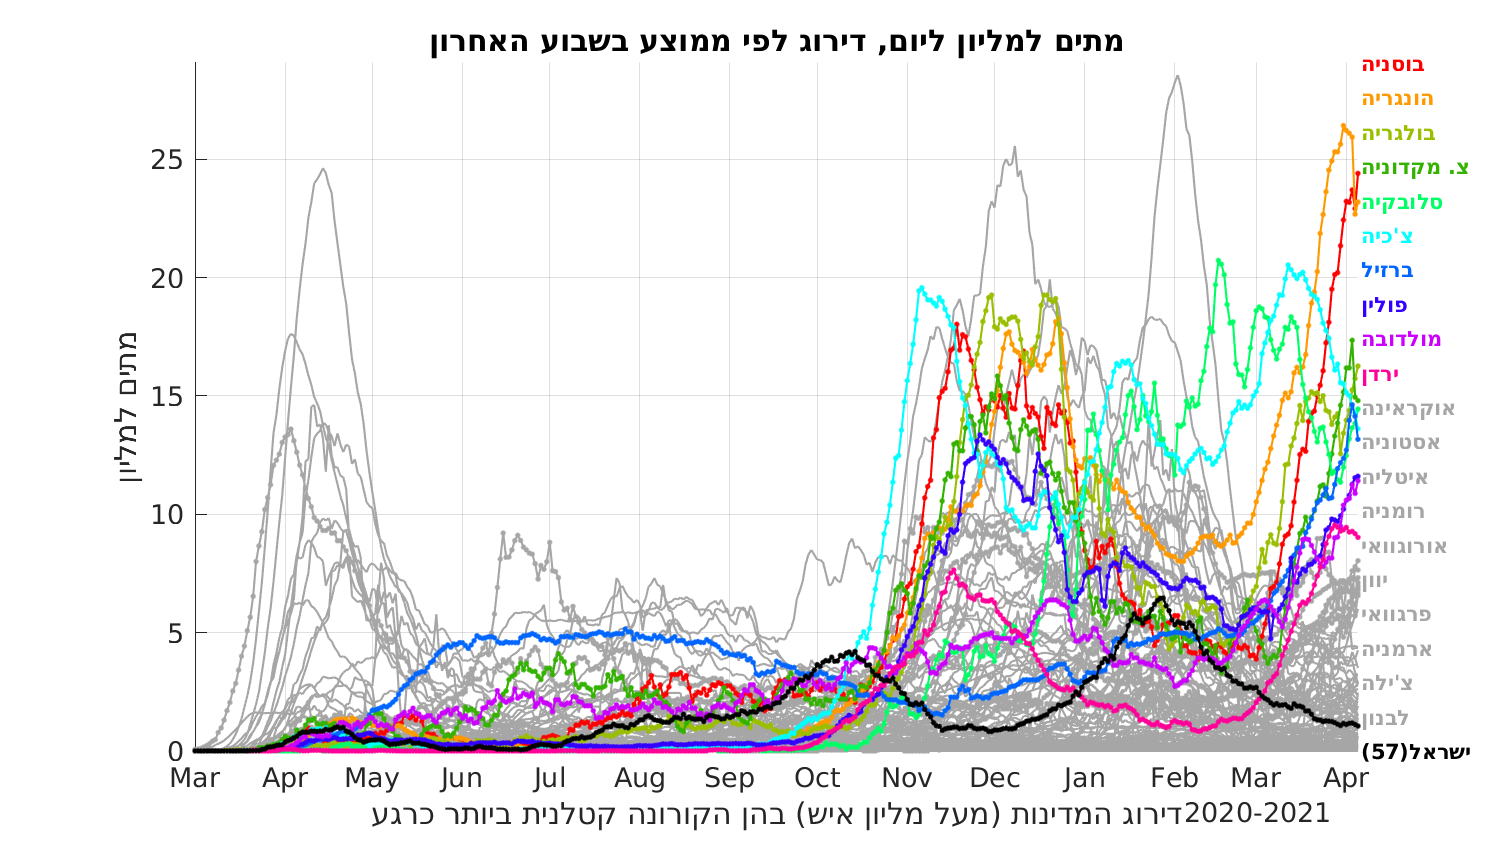 מתים למליון ליום, דירוג לפי ממוצע בשבוע האחרון
מתים למליון
25
20
15
10
5
0
Mar Apr May Jun Jul Aug Sep Oct Nov Dec Jan Feb Mar Apr
דירוג המדינות (מעל מליון איש) בהן הקורונה קטלנית ביותר כרגע2020-2021
בוסניה
הונגריה
בולגריה
צ. מקדוניה
סלובקיה
צ'כיה
ברזיל
פולין
מולדובה
ירדן
אוקראינה
אסטוניה
איטליה
רומניה
אורוגוואי
יוון
פרגוואי
ארמניה
צ'ילה
לבנון
ישראל(57)